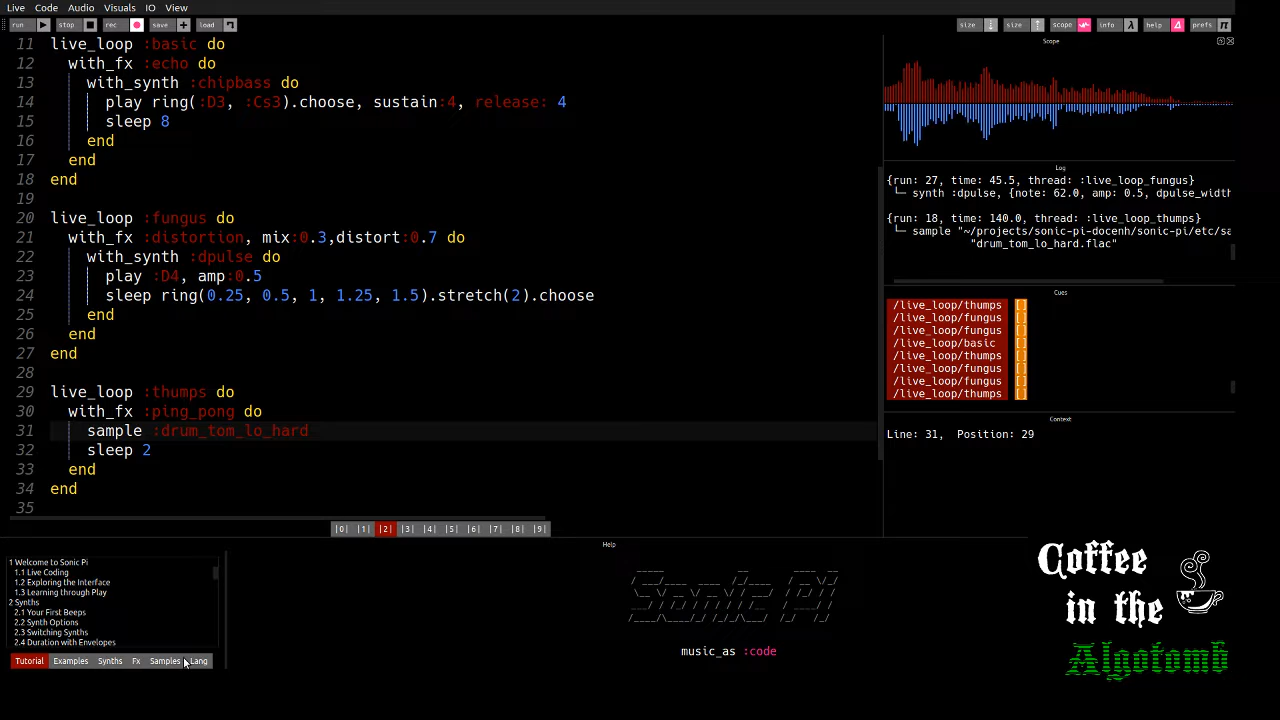 Live Code Audio Visuals IO View
run stop rec save load size size scope info help prefs
11 live_loop :basic do
12 with_fx :echo do
13 with_synth :chipbass do
14 play ring(:D3, :Cs3).choose, sustain:4, release: 4
15 sleep 8
16 end
17 end
18 end
19
20 live_loop :fungus do
21 with_fx :distortion, mix:0.3,distort:0.7 do
22 with_synth :dpulse do
23 play :D4, amp:0.5
24 sleep ring(0.25, 0.5, 1, 1.25, 1.5).stretch(2).choose
25 end
26 end
27 end
28
29 live_loop :thumps do
30 with_fx :ping_pong do
31 sample :drum_tom_lo_hard
32 sleep 2
33 end
34 end
35
|0| |1| |2| |3| |4| |5| |6| |7| |8| |9|
Scope
Log
{run: 27, time: 45.5, thread: :live_loop_fungus}
└─ synth :dpulse, {note: 62.0, amp: 0.5, dpulse_width
{run: 18, time: 140.0, thread: :live_loop_thumps}
└─ sample "~/projects/sonic-pi-docenh/sonic-pi/etc/sa
"drum_tom_lo_hard.flac"
Cues
/live_loop/thumps []
/live_loop/fungus []
/live_loop/fungus []
/live_loop/basic []
/live_loop/thumps []
/live_loop/fungus []
/live_loop/fungus []
/live_loop/thumps []
Context
Line: 31, Position: 29
Help
1 Welcome to Sonic Pi
1.1 Live Coding
1.2 Exploring the Interface
1.3 Learning through Play
2 Synths
2.1 Your First Beeps
2.2 Synth Options
2.3 Switching Synths
2.4 Duration with Envelopes
Tutorial Examples Synths Fx Samples Lang
Sonic Pi
music_as :code
Coffee
in the
Algotomb